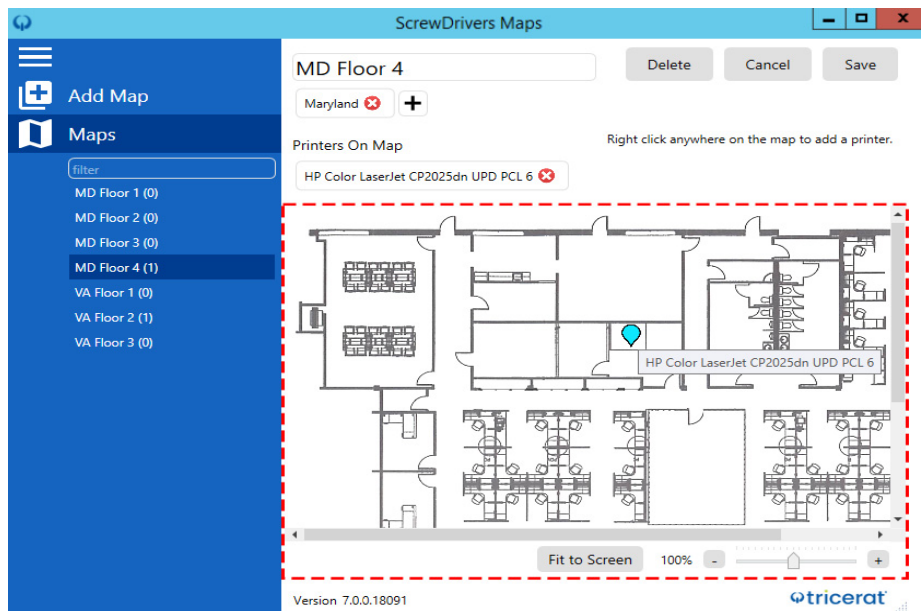 ScrewDrivers Maps
Add Map
Maps
filter
MD Floor 1 (0)
MD Floor 2 (0)
MD Floor 3 (0)
MD Floor 4 (1)
VA Floor 1 (0)
VA Floor 2 (1)
VA Floor 3 (0)
MD Floor 4
Delete
Cancel
Save
Maryland
Printers On Map
Right click anywhere on the map to add a printer.
HP Color LaserJet CP2025dn UPD PCL 6
HP Color LaserJet CP2025dn UPD PCL 6
Fit to Screen
100%
-
+
Version 7.0.0.18091
tricerat